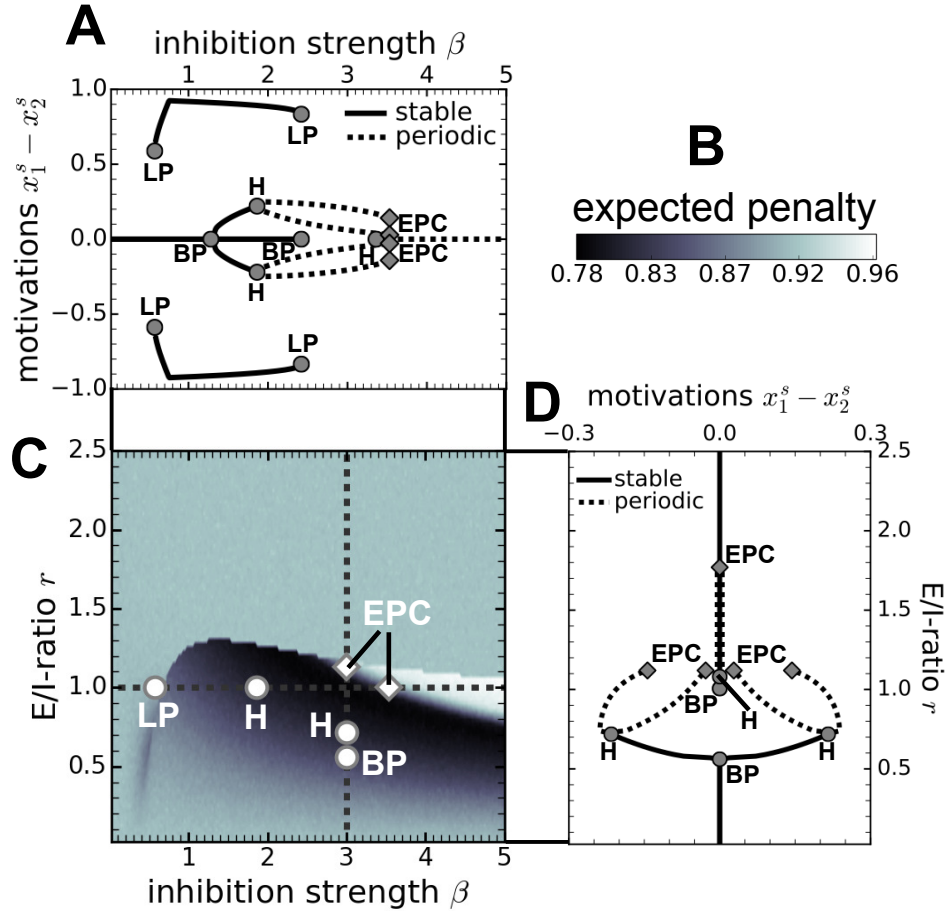 A
inhibition strength β
1 2 3 4 5
motivations x₁ˢ − x₂ˢ
1.0
0.5
0.0
−0.5
−1.0
stable
periodic
LP
LP
H
EPC
BP
BP
H
EPC
H
LP
LP
B
expected penalty
0.78 0.83 0.87 0.92 0.96
C
E/I-ratio r
2.5
2.0
1.5
1.0
0.5
EPC
LP
H
H
BP
1 2 3 4 5
inhibition strength β
D
motivations x₁ˢ − x₂ˢ
−0.3 0.0 0.3
stable
periodic
EPC
EPC EPC
BP
H
H
H
BP
2.5
2.0
1.5
1.0
0.5
E/I-ratio r